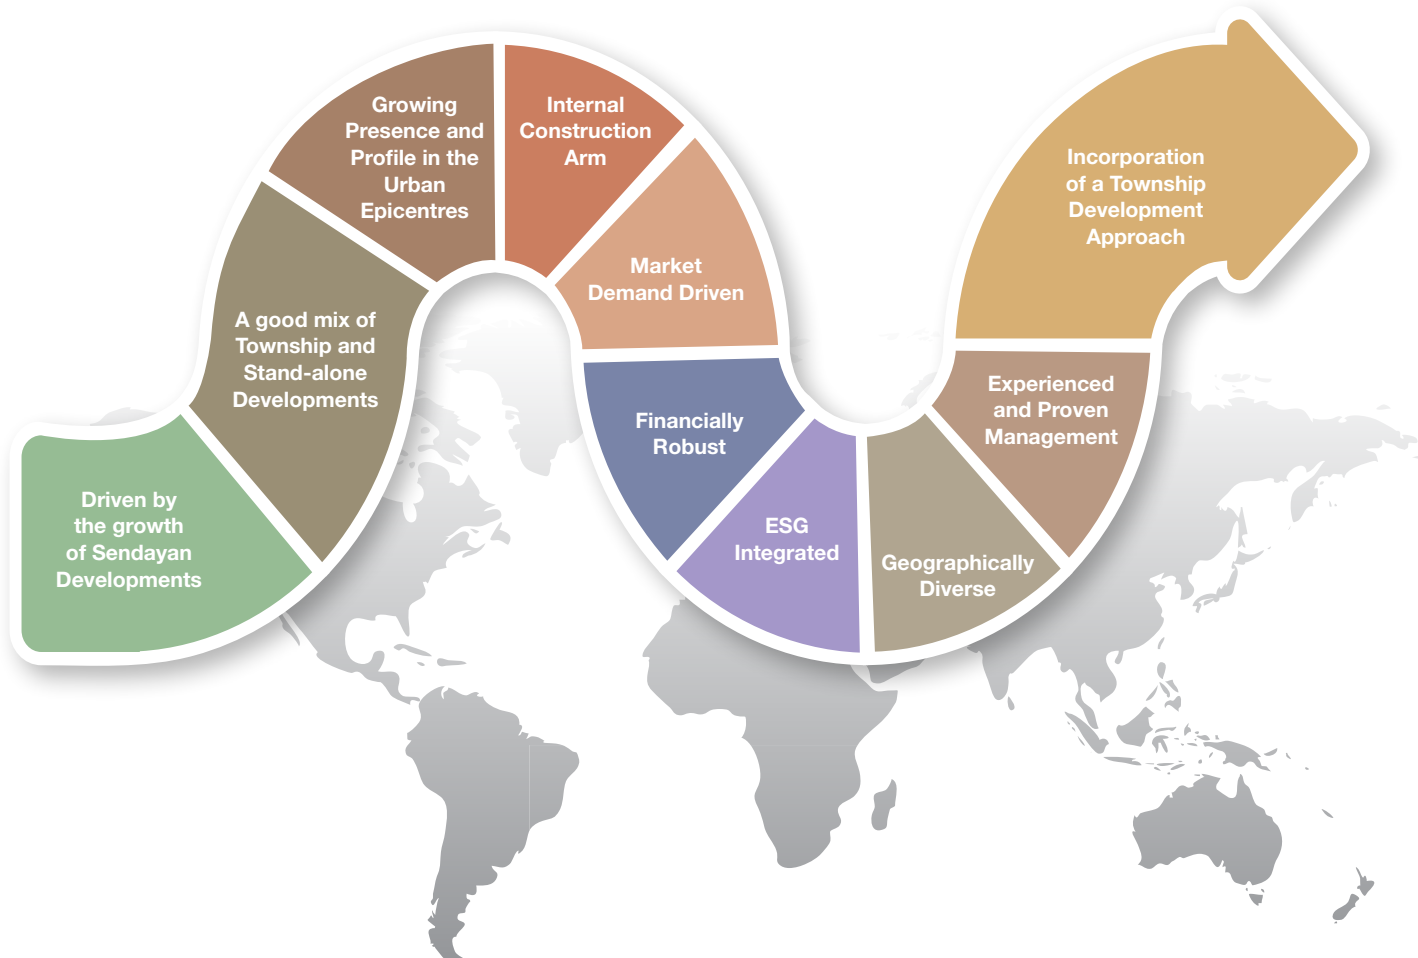 Driven by
the growth
of Sendayan
Developments
A good mix of
Township and
Stand-alone
Developments
Growing
Presence and
Profile in the
Urban
Epicentres
Internal
Construction
Arm
Market
Demand Driven
Financially
Robust
ESG
Integrated
Geographically
Diverse
Experienced
and Proven
Management
Incorporation
of a Township
Development
Approach